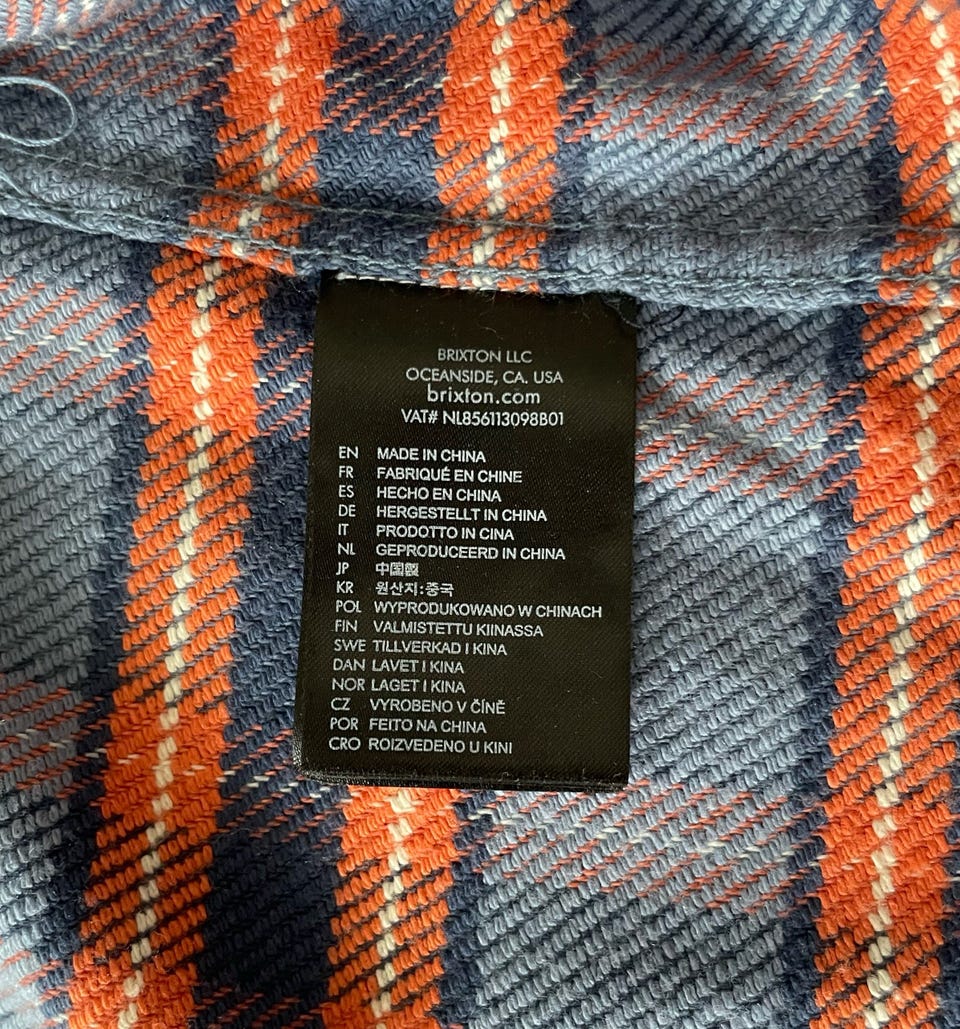 BRIXTON LLC
OCEANSIDE, CA. USA
brixton.com
VAT# NL856113098B01
EN MADE IN CHINA
FR FABRIQUÉ EN CHINE
ES HECHO EN CHINA
DE HERGESTELLT IN CHINA
IT PRODOTTO IN CINA
NL GEPRODUCEERD IN CHINA
JP 中国製
KR 원산지:중국
POL WYPRODUKOWANO W CHINACH
FIN VALMISTETTU KIINASSA
SWE TILLVERKAD I KINA
DAN LAVET I KINA
NOR LAGET I KINA
CZ VYROBENO V ČÍNĚ
POR FEITO NA CHINA
CRO ROIZVEDENO U KINI